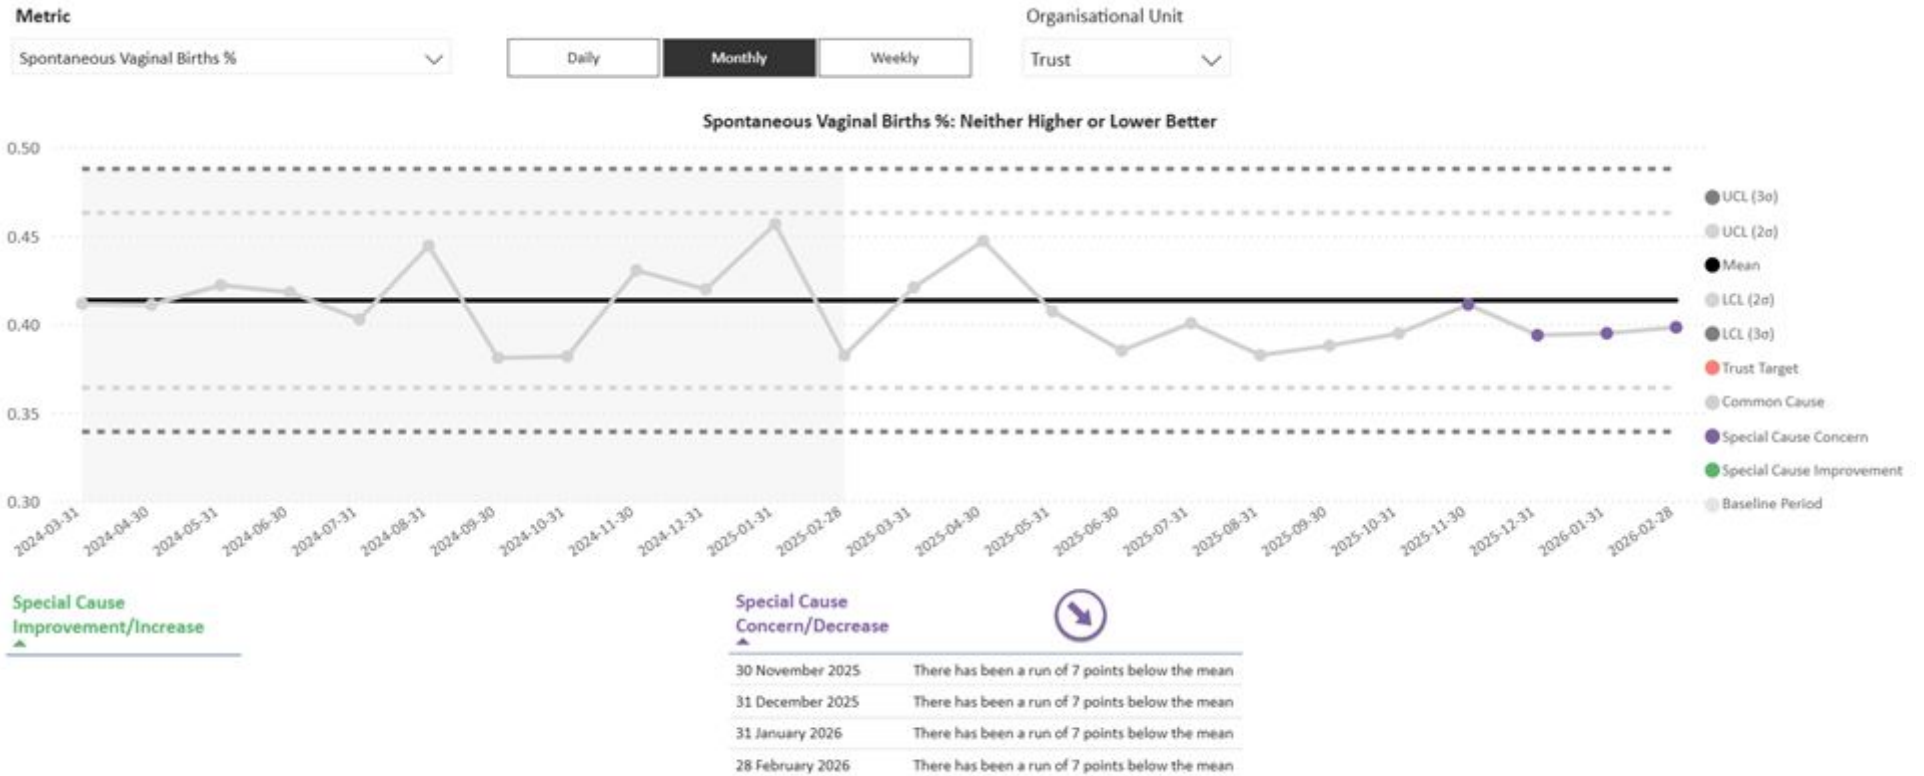 Metric
Organisational Unit
Spontaneous Vaginal Births %
Daily
Monthly
Weekly
Trust
Spontaneous Vaginal Births %: Neither Higher or Lower Better
0.50
0.45
0.40
0.35
0.30
UCL (3σ)
UCL (2σ)
Mean
LCL (2σ)
LCL (3σ)
Trust Target
Common Cause
Special Cause Concern
Special Cause Improvement
Baseline Period
2024-03-31
2024-04-30
2024-05-31
2024-06-30
2024-07-31
2024-08-31
2024-09-30
2024-10-31
2024-11-30
2024-12-31
2025-01-31
2025-02-28
2025-03-31
2025-04-30
2025-05-31
2025-06-30
2025-07-31
2025-08-31
2025-09-30
2025-10-31
2025-11-30
2025-12-31
2026-01-31
2026-02-28
Special Cause
Improvement/Increase
Special Cause
Concern/Decrease
30 November 2025 There has been a run of 7 points below the mean
31 December 2025 There has been a run of 7 points below the mean
31 January 2026 There has been a run of 7 points below the mean
28 February 2026 There has been a run of 7 points below the mean